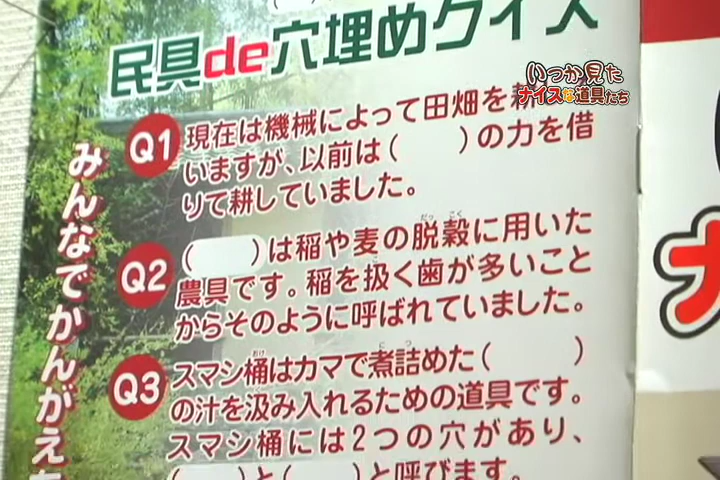 民具de穴埋めクイズ
いつか見た
ナイスな道具たち
みんなでかんがえ
Q1 現在は機械によって田畑を耕
いますが、以前は(　　)の力を借
りて耕していました。
Q2 (　　)は稲や麦の脱穀に用いた
農具です。稲を扱く歯が多いこと
からそのように呼ばれていました。
Q3 スマシ桶はカマで煮詰めた(　　)
の汁を汲み入れるための道具です。
スマシ桶には2つの穴があり、
(　　)と(　　)と呼びます。